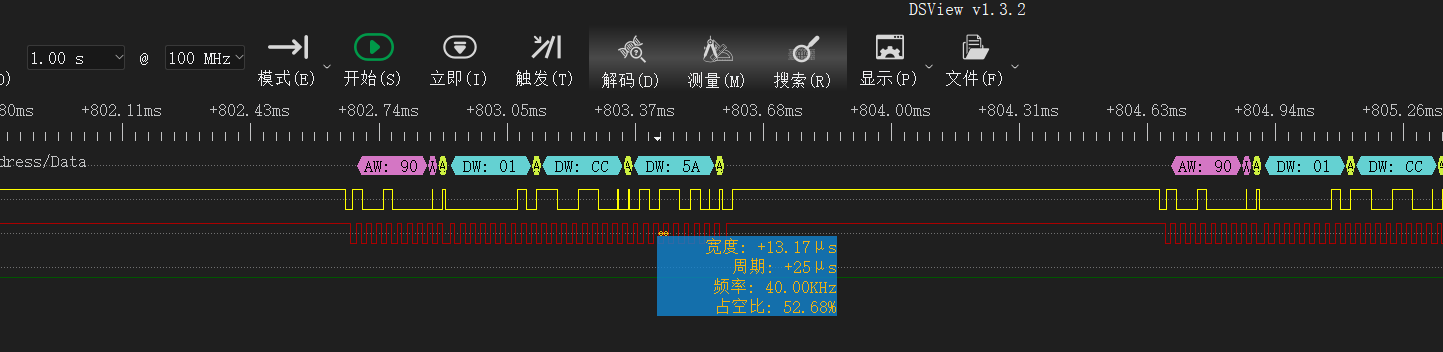 DSView v1.3.2
1.00 s @ 100 MHz
模式(E) 开始(S) 立即(I) 触发(T) 解码(D) 测量(M) 搜索(R) 显示(P) 文件(F)
80ms +802.11ms +802.43ms +802.74ms +803.05ms +803.37ms +803.68ms +804.00ms +804.31ms +804.63ms +804.94ms +805.26ms
dress/Data AW: 90 A A DW: 01 A DW: CC A DW: 5A A AW: 90 A A DW: 01 A DW: CC A
宽度: +13.17μs
周期: +25μs
频率: 40.00KHz
占空比: 52.68%